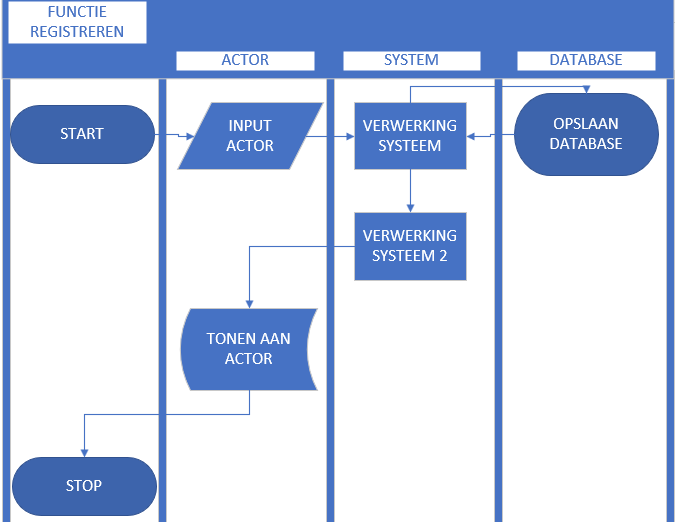 FUNCTIE
REGISTREREN
ACTOR
SYSTEM
DATABASE
START
INPUT
ACTOR
VERWERKING
SYSTEEM
OPSLAAN
DATABASE
VERWERKING
SYSTEEM 2
TONEN AAN
ACTOR
STOP